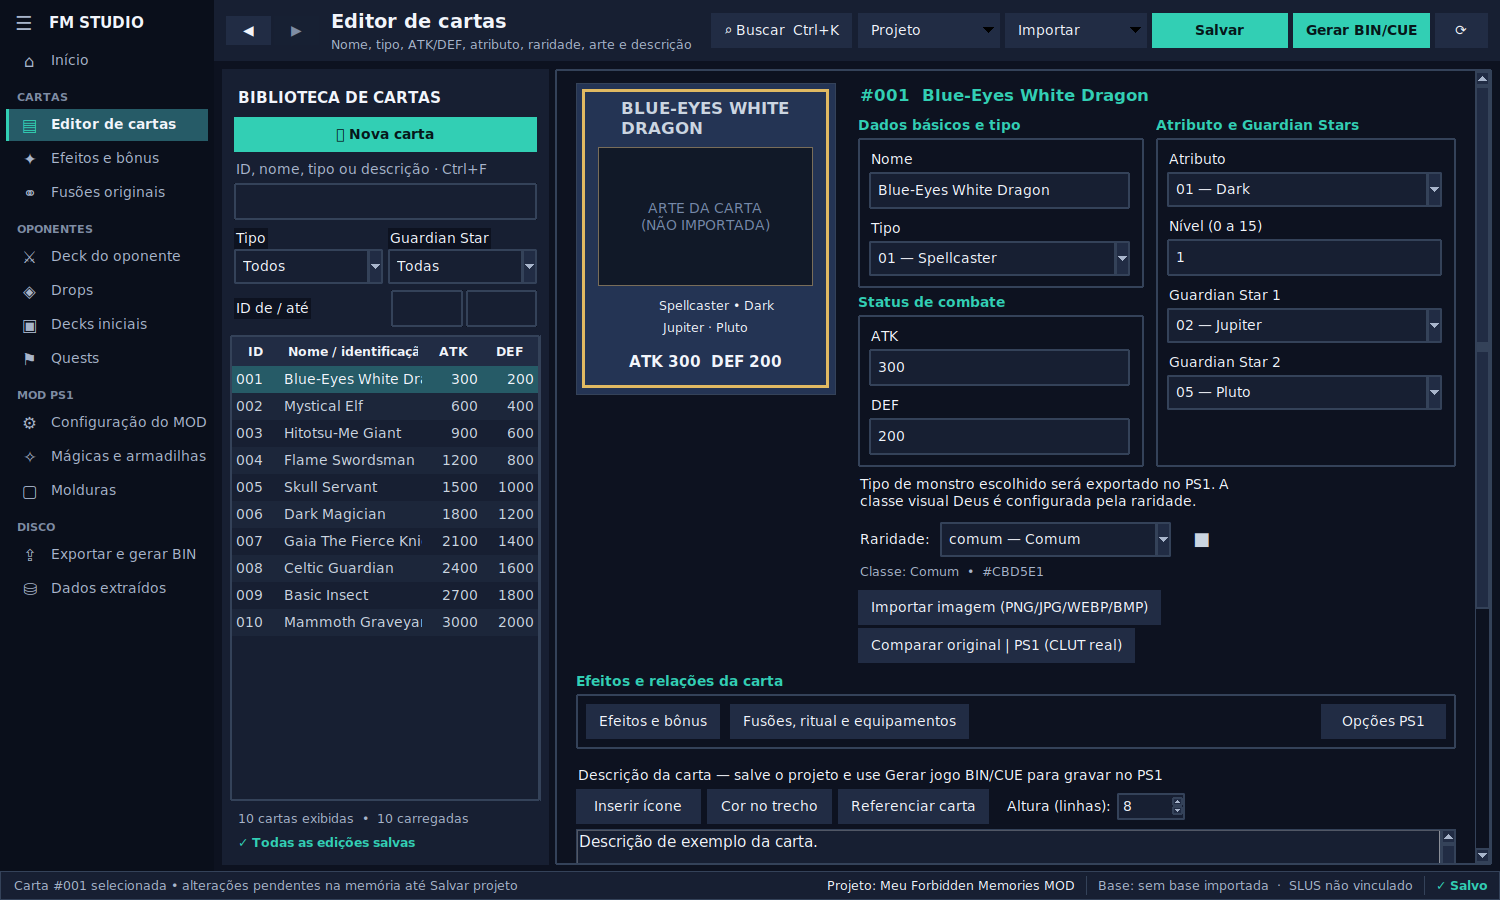 FM STUDIO
Início
CARTAS
Editor de cartas
Efeitos e bônus
Fusões originais
OPONENTES
Deck do oponente
Drops
Decks iniciais
Quests
MOD PS1
Configuração do MOD
Mágicas e armadilhas
Molduras
DISCO
Exportar e gerar BIN
Dados extraídos
Editor de cartas
Nome, tipo, ATK/DEF, atributo, raridade, arte e descrição
Buscar Ctrl+K
Projeto
Importar
Salvar
Gerar BIN/CUE
BIBLIOTECA DE CARTAS
Nova carta
ID, nome, tipo ou descrição · Ctrl+F
Tipo
Guardian Star
Todos
Todas
ID de / até
ID Nome / identificaçã ATK DEF
001 Blue-Eyes White Dra 300 200
002 Mystical Elf 600 400
003 Hitotsu-Me Giant 900 600
004 Flame Swordsman 1200 800
005 Skull Servant 1500 1000
006 Dark Magician 1800 1200
007 Gaia The Fierce Kni 2100 1400
008 Celtic Guardian 2400 1600
009 Basic Insect 2700 1800
010 Mammoth Graveyar 3000 2000
10 cartas exibidas • 10 carregadas
✓ Todas as edições salvas
BLUE-EYES WHITE
DRAGON
ARTE DA CARTA
(NÃO IMPORTADA)
Spellcaster • Dark
Jupiter · Pluto
ATK 300 DEF 200
#001 Blue-Eyes White Dragon
Dados básicos e tipo
Nome
Blue-Eyes White Dragon
Tipo
01 — Spellcaster
Status de combate
ATK
300
DEF
200
Atributo e Guardian Stars
Atributo
01 — Dark
Nível (0 a 15)
1
Guardian Star 1
02 — Jupiter
Guardian Star 2
05 — Pluto
Tipo de monstro escolhido será exportado no PS1. A
classe visual Deus é configurada pela raridade.
Raridade: comum — Comum
Classe: Comum • #CBD5E1
Importar imagem (PNG/JPG/WEBP/BMP)
Comparar original | PS1 (CLUT real)
Efeitos e relações da carta
Efeitos e bônus
Fusões, ritual e equipamentos
Opções PS1
Descrição da carta — salve o projeto e use Gerar jogo BIN/CUE para gravar no PS1
Inserir ícone
Cor no trecho
Referenciar carta
Altura (linhas): 8
Descrição de exemplo da carta.
Carta #001 selecionada • alterações pendentes na memória até Salvar projeto
Projeto: Meu Forbidden Memories MOD
Base: sem base importada · SLUS não vinculado
✓ Salvo